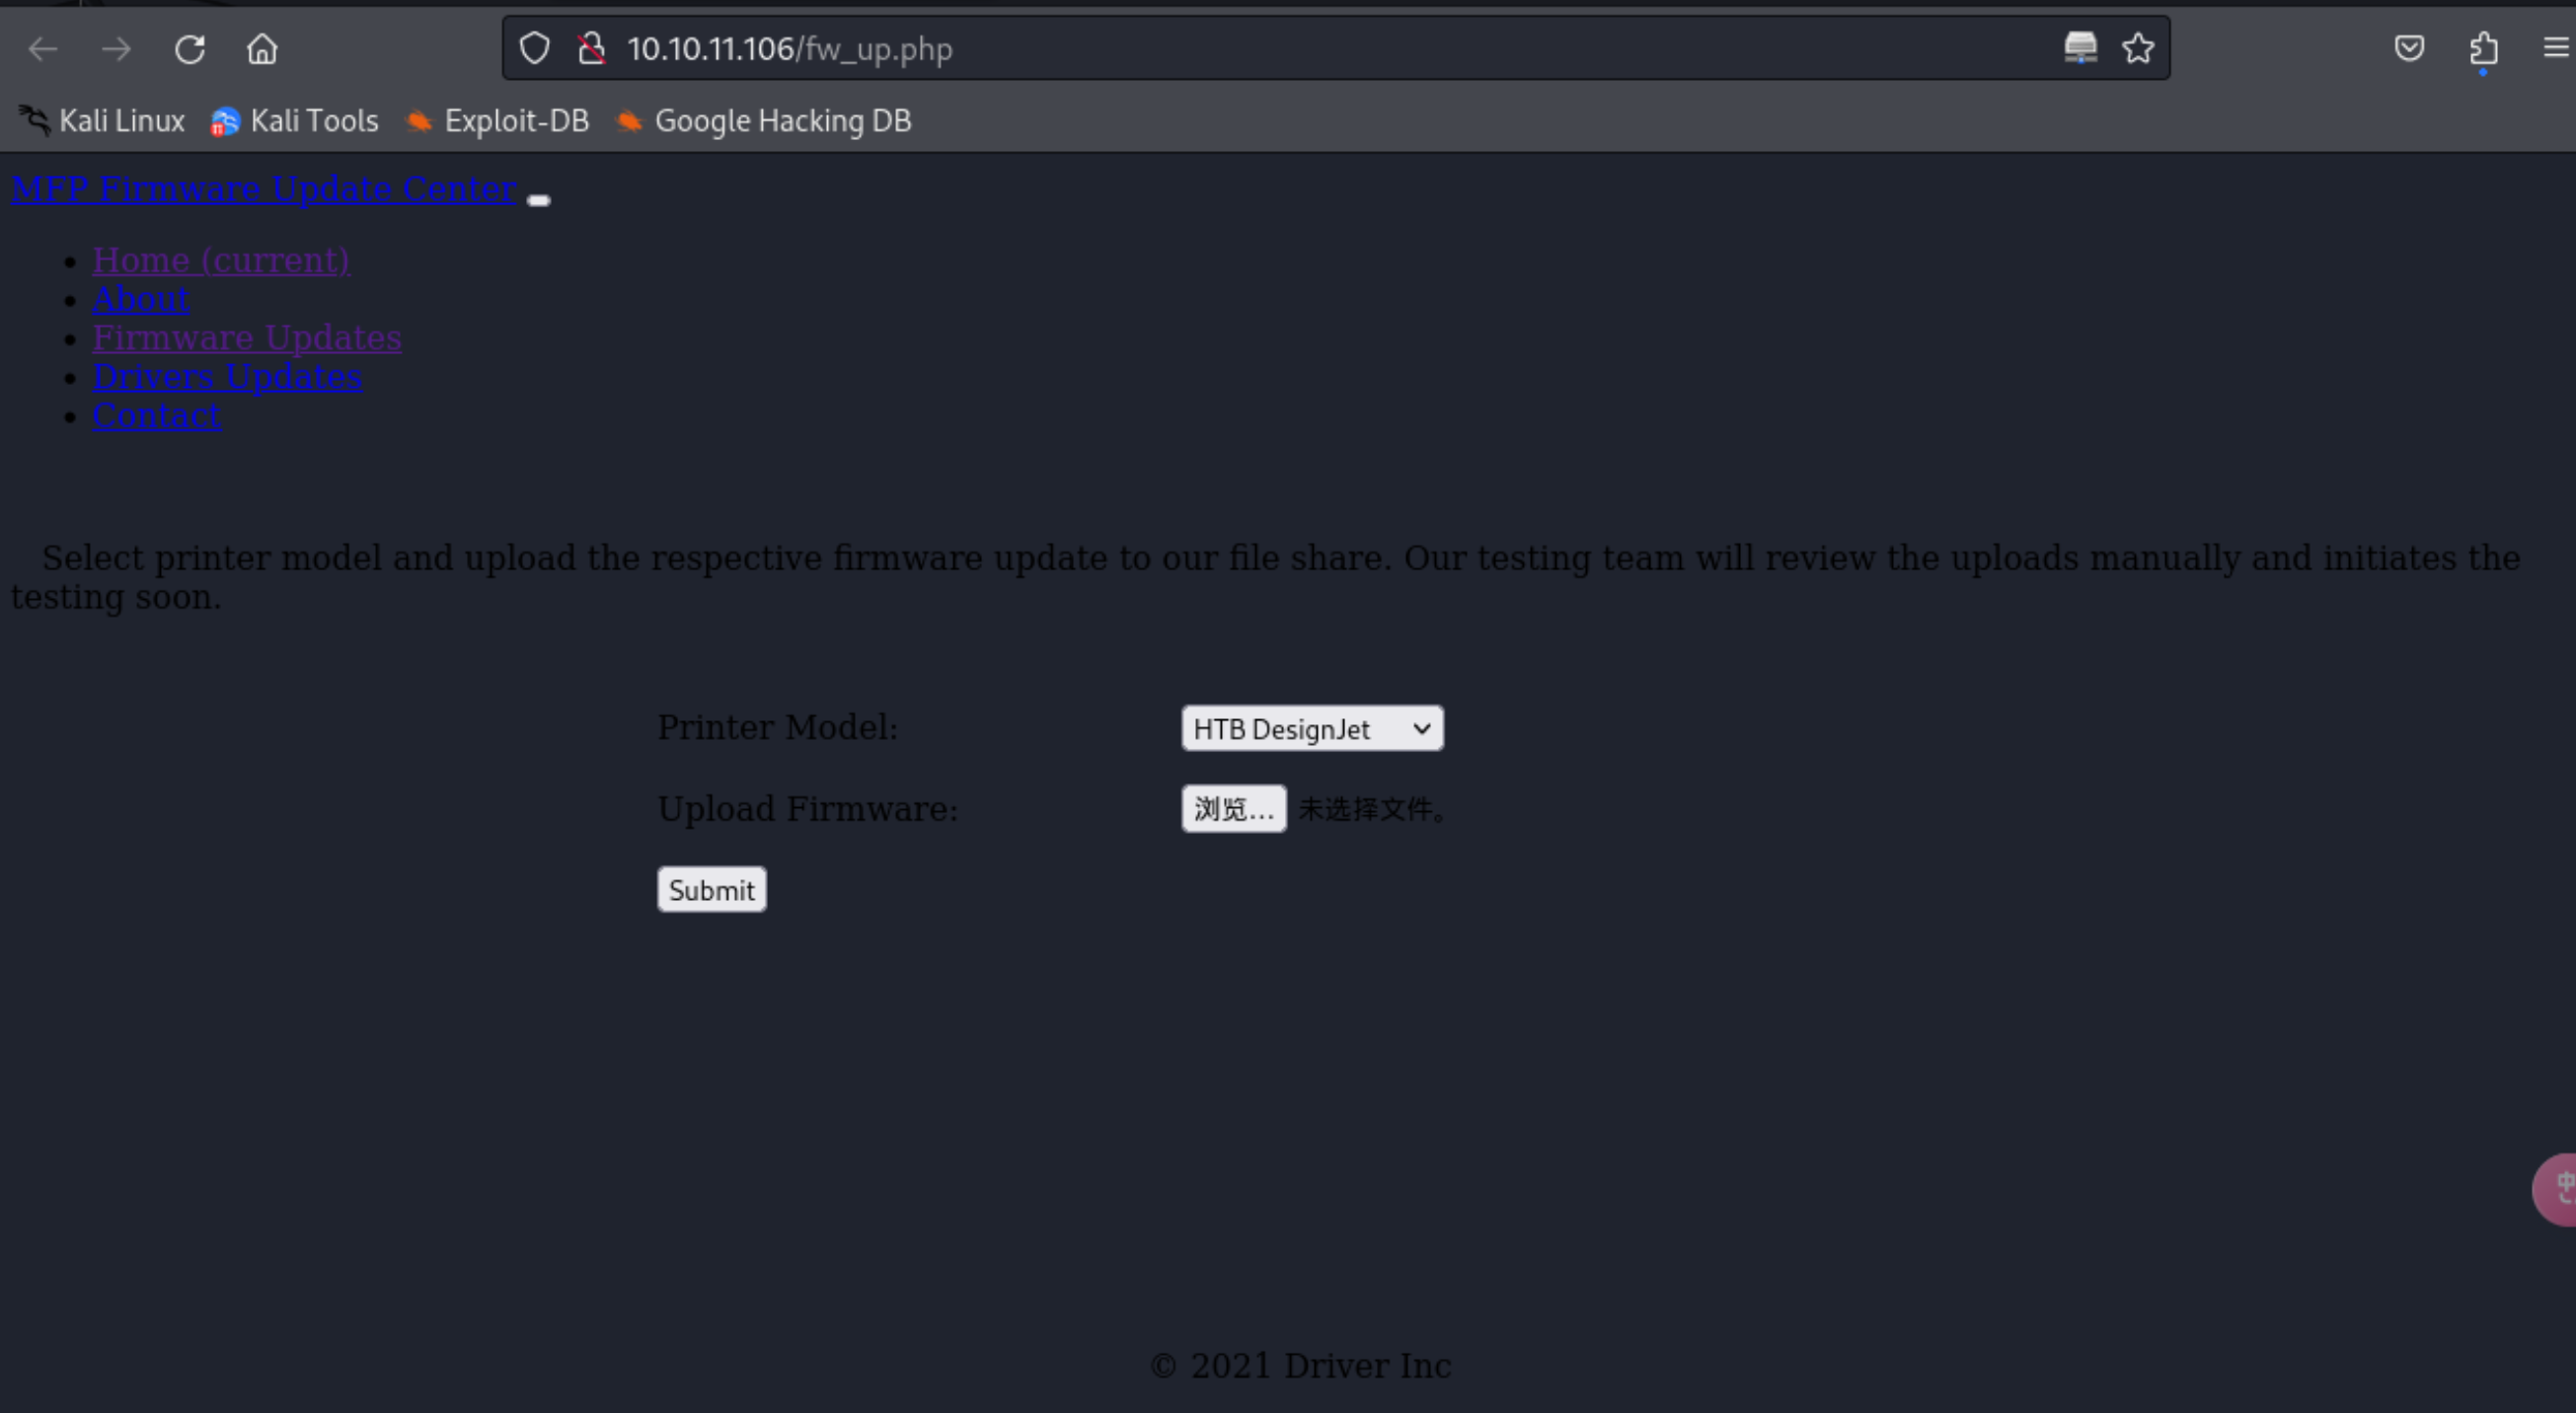 10.10.11.106/fw_up.php
Kali Linux Kali Tools Exploit-DB Google Hacking DB
MFP Firmware Update Center
Home (current)
About
Firmware Updates
Drivers Updates
Contact
Select printer model and upload the respective firmware update to our file share. Our testing team will review the uploads manually and initiates the
testing soon.
Printer Model: HTB DesignJet
Upload Firmware: 浏览... 未选择文件。
Submit
© 2021 Driver Inc